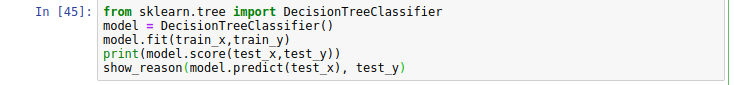 In [45]: from sklearn.tree import DecisionTreeClassifier
model = DecisionTreeClassifier()
model.fit(train_x,train_y)
print(model.score(test_x,test_y))
show_reason(model.predict(test_x), test_y)